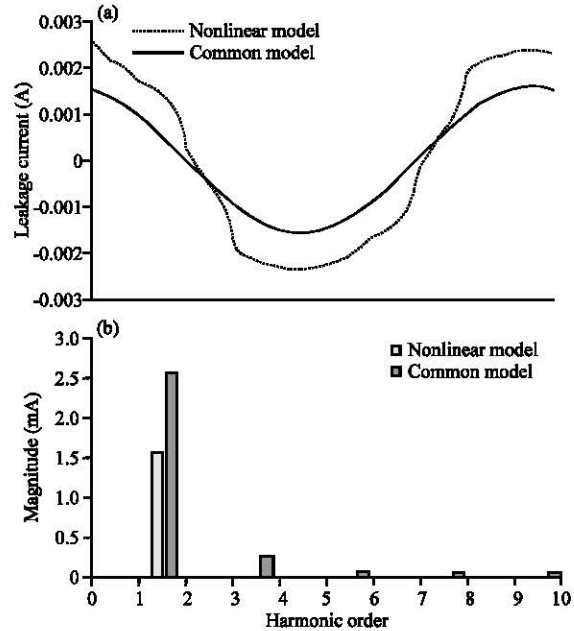 (a)
Nonlinear model
Common model
Leakage current (A)
0.003
0.002
0.001
0
-0.001
-0.002
-0.003
(b)
Nonlinear model
Common model
Magnitude (mA)
3.0
2.5
2.0
1.5
1.0
0.5
0
0 1 2 3 4 5 6 7 8 9 10
Harmonic order